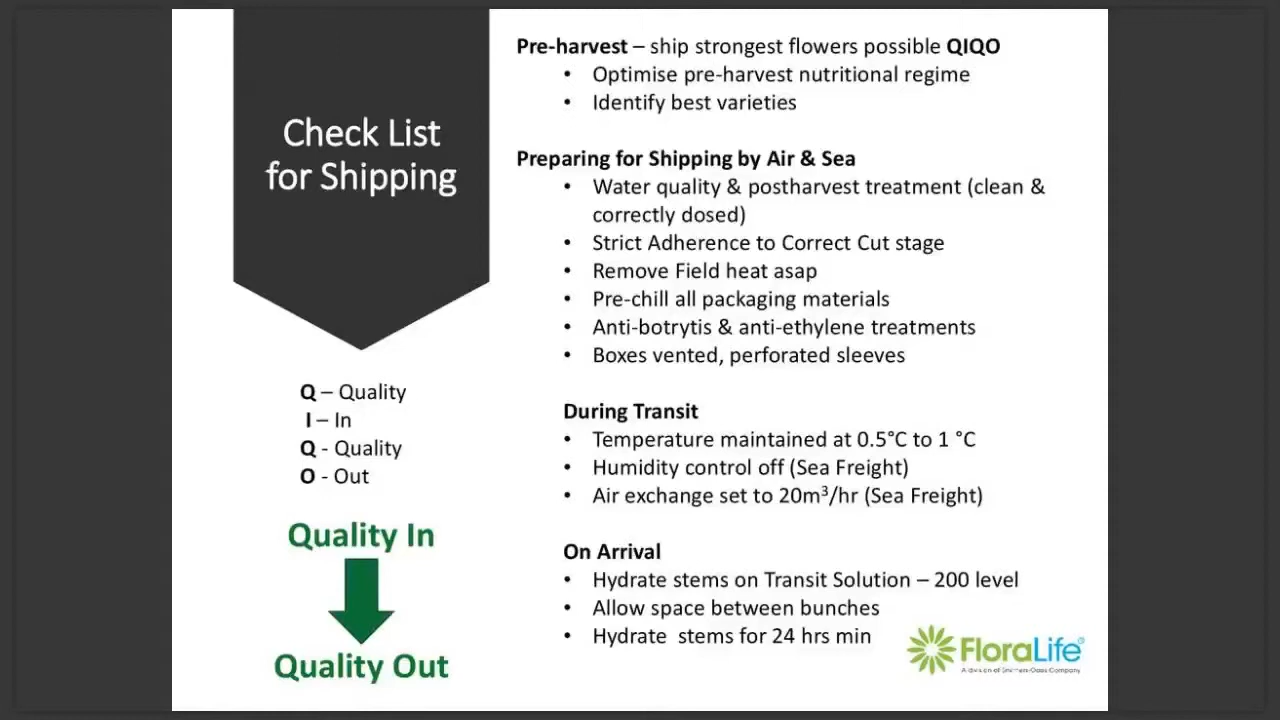 Check List
for Shipping
Q – Quality
I – In
Q - Quality
O - Out
Quality In
Quality Out
Pre-harvest – ship strongest flowers possible QIQO
• Optimise pre-harvest nutritional regime
• Identify best varieties
Preparing for Shipping by Air & Sea
• Water quality & postharvest treatment (clean &
correctly dosed)
• Strict Adherence to Correct Cut stage
• Remove Field heat asap
• Pre-chill all packaging materials
• Anti-botrytis & anti-ethylene treatments
• Boxes vented, perforated sleeves
During Transit
• Temperature maintained at 0.5°C to 1 °C
• Humidity control off (Sea Freight)
• Air exchange set to 20m³/hr (Sea Freight)
On Arrival
• Hydrate stems on Transit Solution – 200 level
• Allow space between bunches
• Hydrate stems for 24 hrs min
FloraLife®
A division of Smithers-Oasis Company